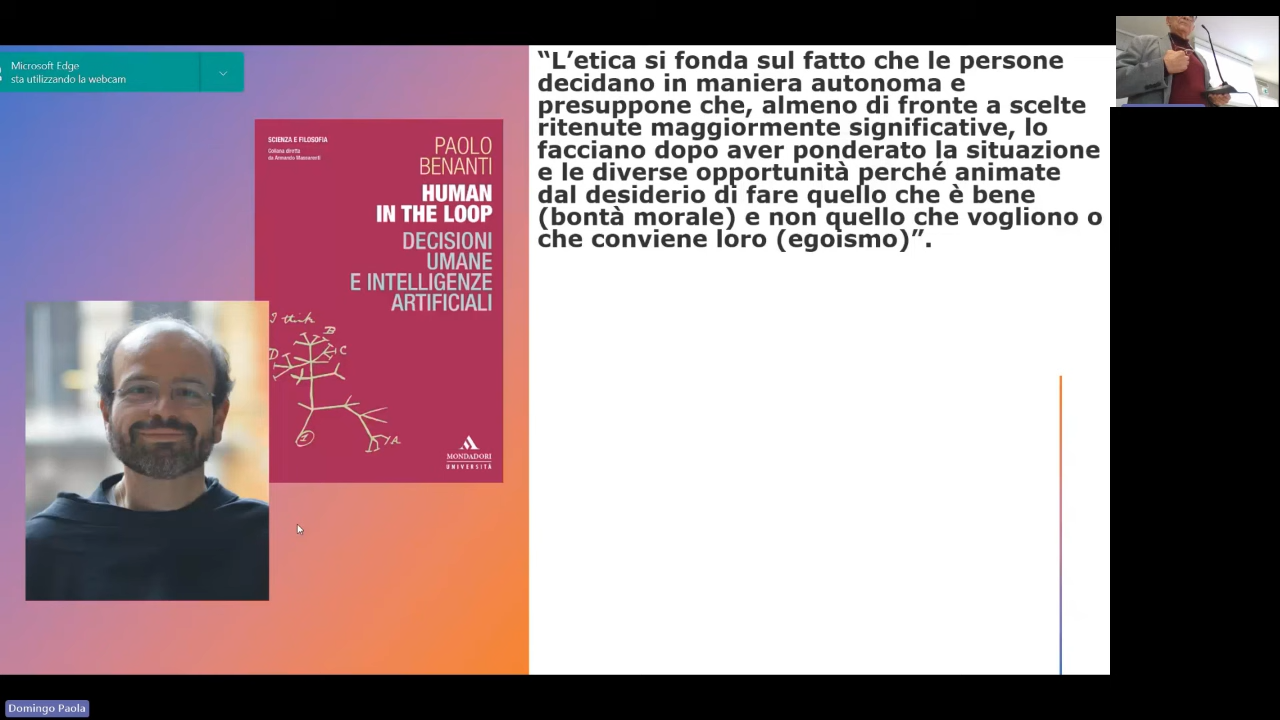 Microsoft Edge
sta utilizzando la webcam
SCIENZA E FILOSOFIA
Collana diretta
da Armando Massarenti
PAOLO
BENANTI
HUMAN
IN THE LOOP
DECISIONI
UMANE
E INTELLIGENZE
ARTIFICIALI
I think
B
D
C
A
1
MONDADORI
UNIVERSITÀ
“L’etica si fonda sul fatto che le persone
decidano in maniera autonoma e
presuppone che, almeno di fronte a scelte
ritenute maggiormente significative, lo
facciano dopo aver ponderato la situazione
e le diverse opportunità perché animate
dal desiderio di fare quello che è bene
(bontà morale) e non quello che vogliono o
che conviene loro (egoismo)”.
Domingo Paola